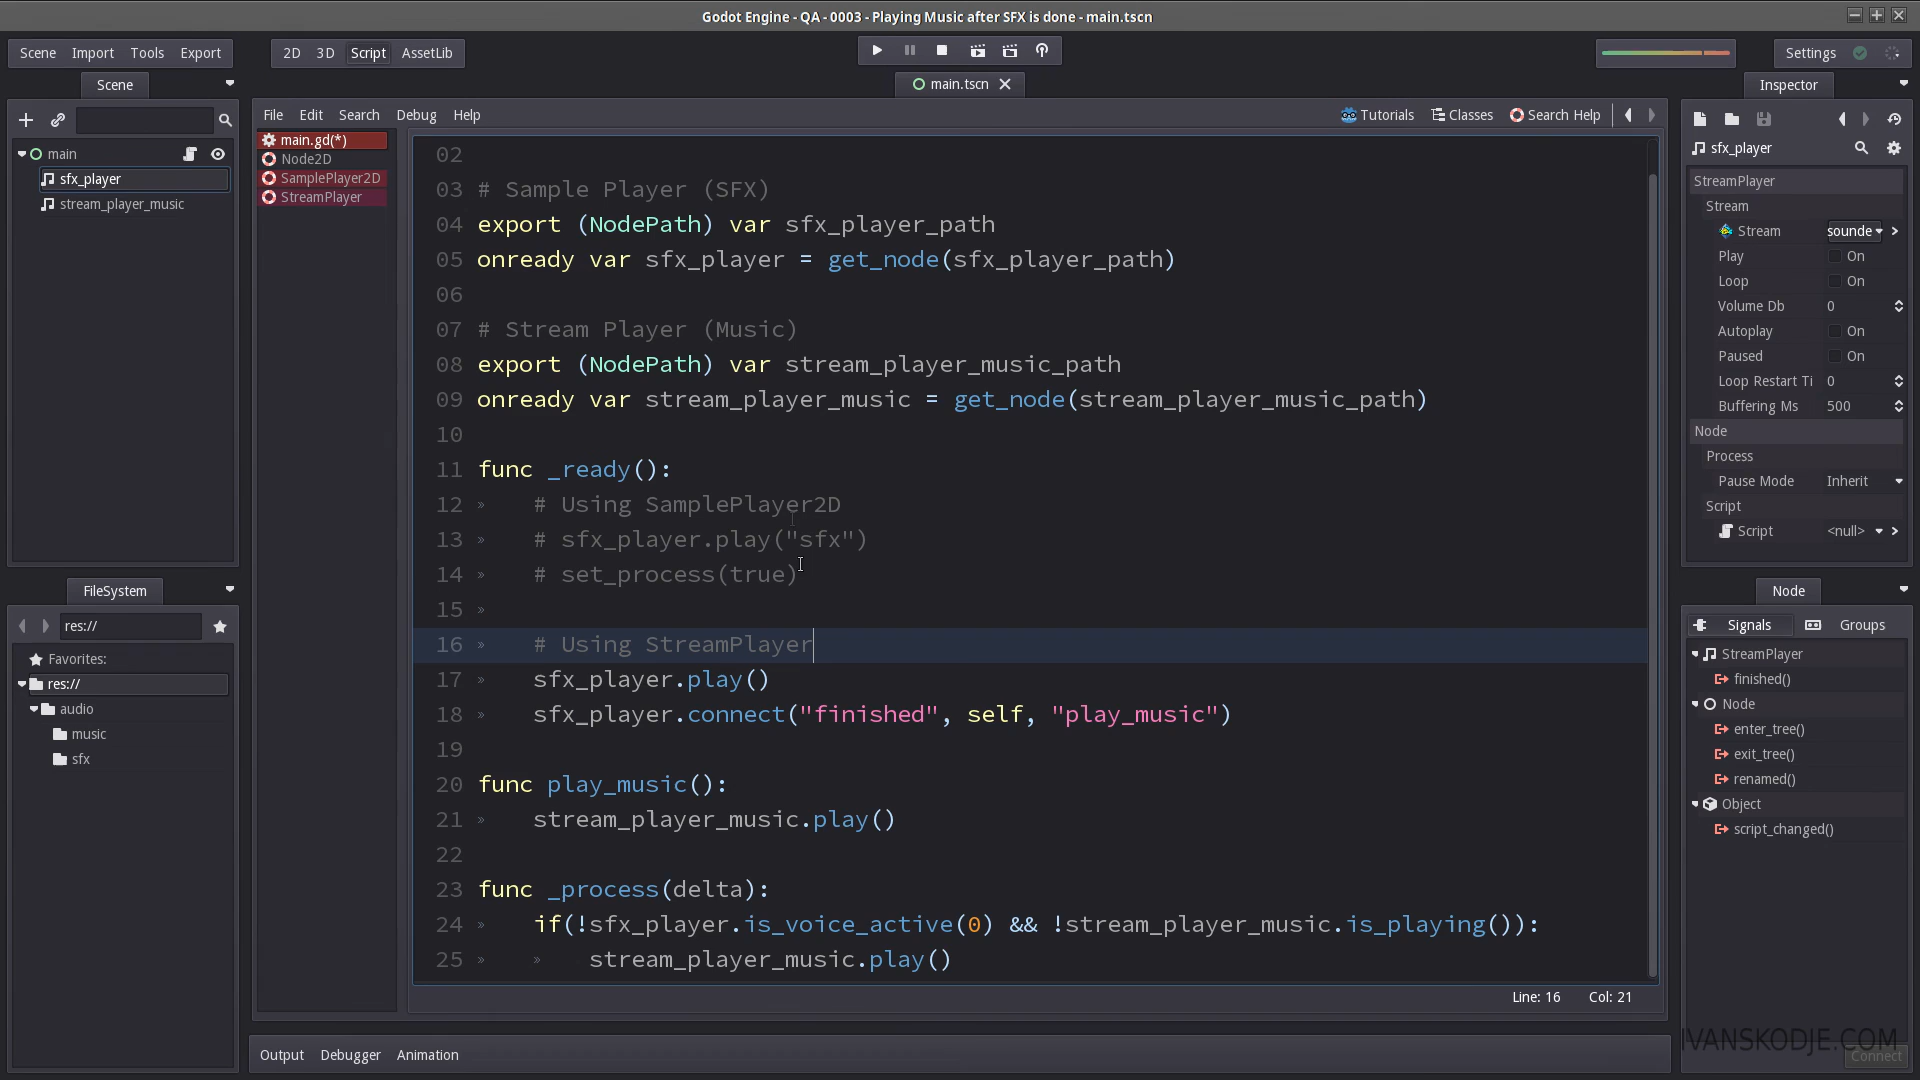 Godot Engine - QA - 0003 - Playing Music after SFX is done - main.tscn
Scene Import Tools Export
2D 3D Script AssetLib
Settings
Scene
main.tscn
Inspector
File Edit Search Debug Help
Tutorials Classes Search Help
main
sfx_player
stream_player_music
main.gd(*)
Node2D
SamplePlayer2D
StreamPlayer
02
03 # Sample Player (SFX)
04 export (NodePath) var sfx_player_path
05 onready var sfx_player = get_node(sfx_player_path)
06
07 # Stream Player (Music)
08 export (NodePath) var stream_player_music_path
09 onready var stream_player_music = get_node(stream_player_music_path)
10
11 func _ready():
12 # Using SamplePlayer2D
13 # sfx_player.play("sfx")
14 # set_process(true)
15
16 # Using StreamPlayer
17 sfx_player.play()
18 sfx_player.connect("finished", self, "play_music")
19
20 func play_music():
21 stream_player_music.play()
22
23 func _process(delta):
24 if(!sfx_player.is_voice_active(0) && !stream_player_music.is_playing()):
25 stream_player_music.play()
Line: 16 Col: 21
sfx_player
StreamPlayer
Stream
Stream sounde
Play On
Loop On
Volume Db 0
Autoplay On
Paused On
Loop Restart Ti 0
Buffering Ms 500
Node
Process
Pause Mode Inherit
Script
Script <null>
FileSystem
res://
Favorites:
res://
audio
music
sfx
Node
Signals Groups
StreamPlayer
finished()
Node
enter_tree()
exit_tree()
renamed()
Object
script_changed()
Output Debugger Animation
IVANSKODJE.COM
Connect